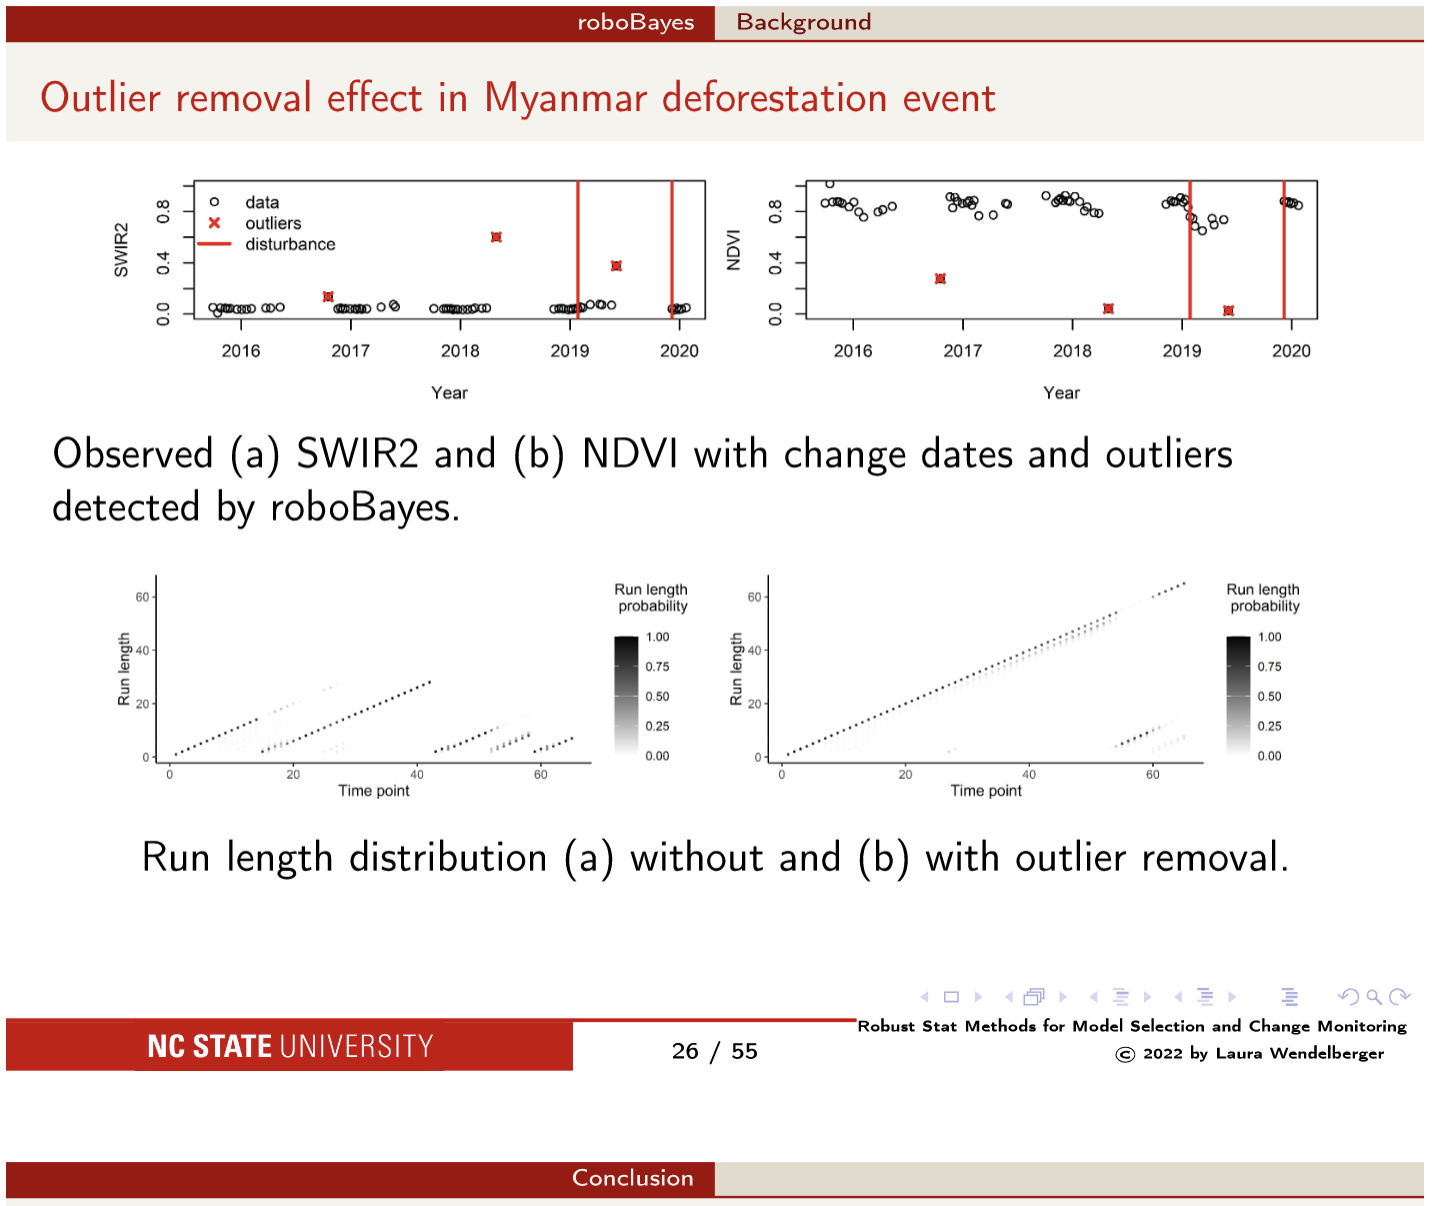 roboBayes Background
Outlier removal effect in Myanmar deforestation event
data
outliers
disturbance
SWIR2
0.0 0.4 0.8
2016 2017 2018 2019 2020
Year
NDVI
0.0 0.4 0.8
2016 2017 2018 2019 2020
Year
Observed (a) SWIR2 and (b) NDVI with change dates and outliers
detected by roboBayes.
Run length
60
40
20
0
0 20 40 60
Time point
Run length
probability
1.00
0.75
0.50
0.25
0.00
Run length
60
40
20
0
0 20 40 60
Time point
Run length
probability
1.00
0.75
0.50
0.25
0.00
Run length distribution (a) without and (b) with outlier removal.
NC STATE UNIVERSITY
26 / 55
Robust Stat Methods for Model Selection and Change Monitoring
© 2022 by Laura Wendelberger
Conclusion